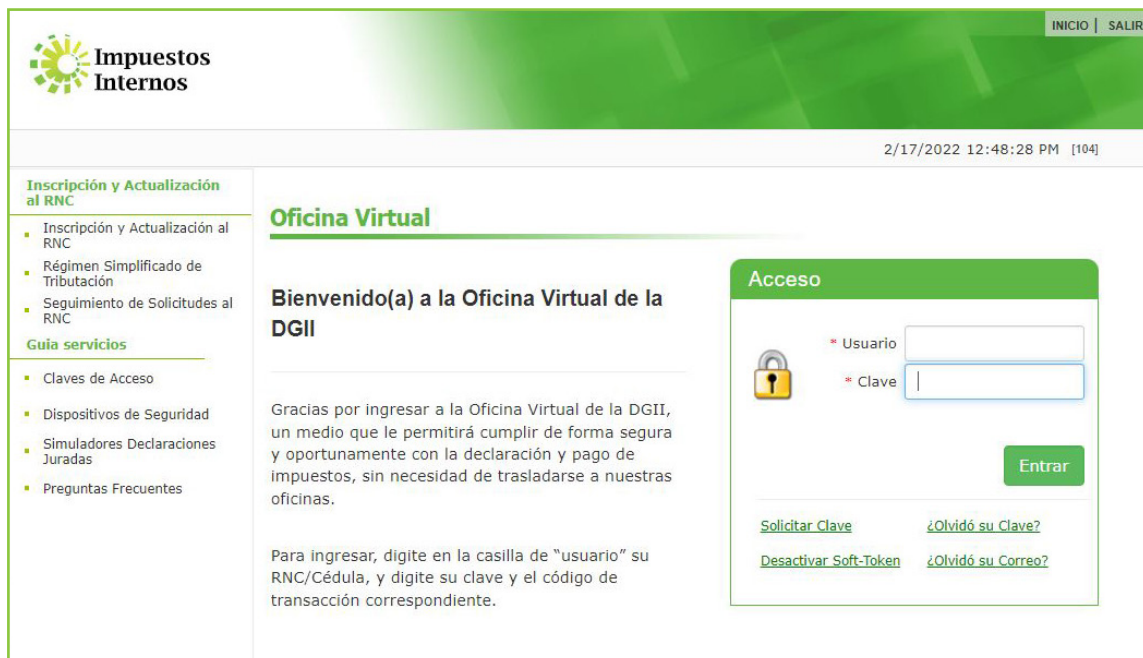 INICIO | SALIR
Impuestos
Internos
2/17/2022 12:48:28 PM [104]
Inscripción y Actualización
al RNC
Inscripción y Actualización al
RNC
Régimen Simplificado de
Tributación
Seguimiento de Solicitudes al
RNC
Guia servicios
Claves de Acceso
Dispositivos de Seguridad
Simuladores Declaraciones
Juradas
Preguntas Frecuentes
Oficina Virtual
Bienvenido(a) a la Oficina Virtual de la
DGII
Gracias por ingresar a la Oficina Virtual de la DGII,
un medio que le permitirá cumplir de forma segura
y oportunamente con la declaración y pago de
impuestos, sin necesidad de trasladarse a nuestras
oficinas.
Para ingresar, digite en la casilla de “usuario” su
RNC/Cédula, y digite su clave y el código de
transacción correspondiente.
Acceso
* Usuario
* Clave
Entrar
Solicitar Clave ¿Olvidó su Clave?
Desactivar Soft-Token ¿Olvidó su Correo?